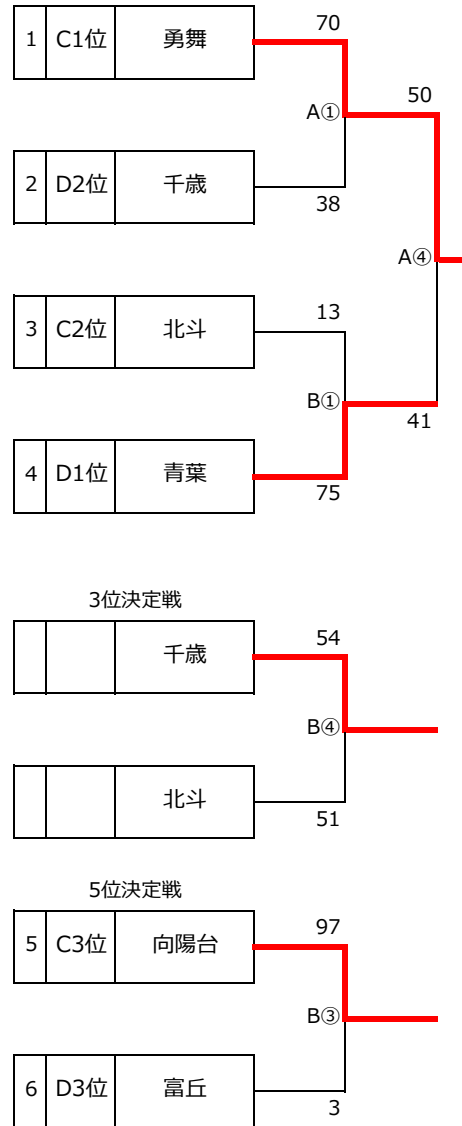 70
1 C1位 勇舞
50
A①
2 D2位 千歳
38
A④
13
3 C2位 北斗
B①
41
4 D1位 青葉
75
3位決定戦
54
千歳
B④
北斗
51
5位決定戦
97
5 C3位 向陽台
B③
6 D3位 富丘
3